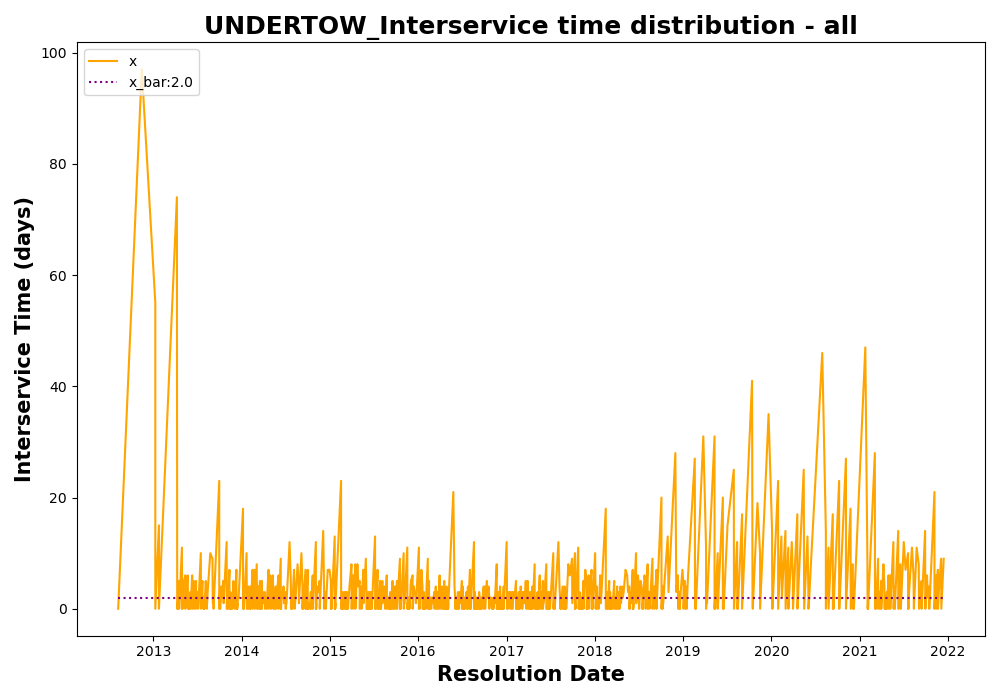 UNDERTOW_Interservice time distribution - all
x
x_bar:2.0
Interservice Time (days)
100
80
60
40
20
0
2013 2014 2015 2016 2017 2018 2019 2020 2021 2022
Resolution Date